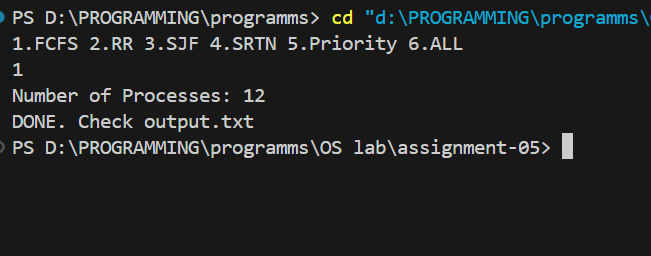 PS D:\PROGRAMMING\programms> cd "d:\PROGRAMMING\programms\
1.FCFS 2.RR 3.SJF 4.SRTN 5.Priority 6.ALL
1
Number of Processes: 12
DONE. Check output.txt
PS D:\PROGRAMMING\programms\OS lab\assignment-05>